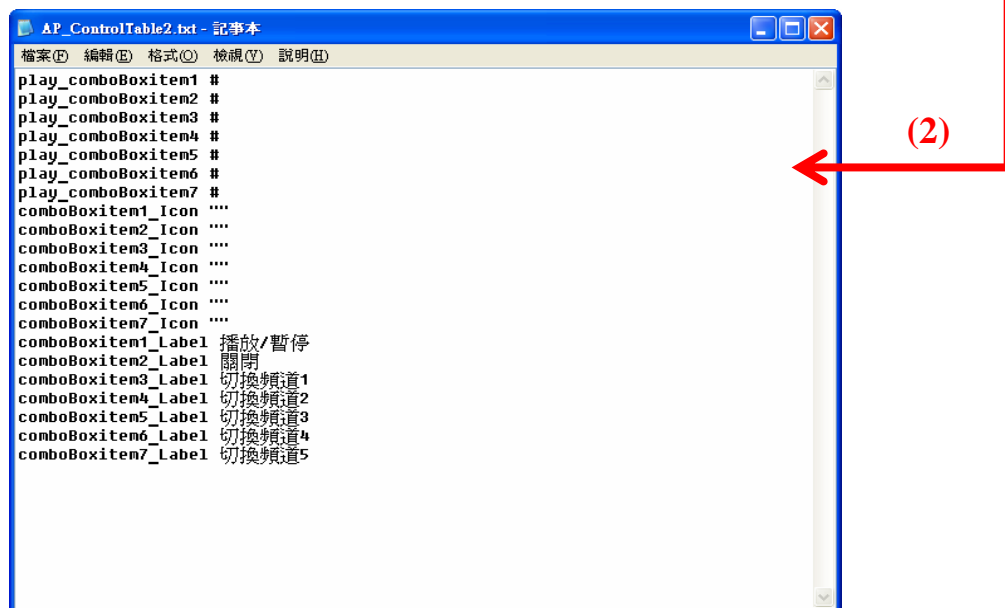 AP_ControlTable2.txt - 記事本
檔案(F) 編輯(E) 格式(O) 檢視(V) 說明(H)
play_comboBoxitem1 #
play_comboBoxitem2 #
play_comboBoxitem3 #
play_comboBoxitem4 #
play_comboBoxitem5 #
play_comboBoxitem6 #
play_comboBoxitem7 #
comboBoxitem1_Icon ""
comboBoxitem2_Icon ""
comboBoxitem3_Icon ""
comboBoxitem4_Icon ""
comboBoxitem5_Icon ""
comboBoxitem6_Icon ""
comboBoxitem7_Icon ""
comboBoxitem1_Label 播放/暫停
comboBoxitem2_Label 關閉
comboBoxitem3_Label 切換頻道1
comboBoxitem4_Label 切換頻道2
comboBoxitem5_Label 切換頻道3
comboBoxitem6_Label 切換頻道4
comboBoxitem7_Label 切換頻道5
(2)